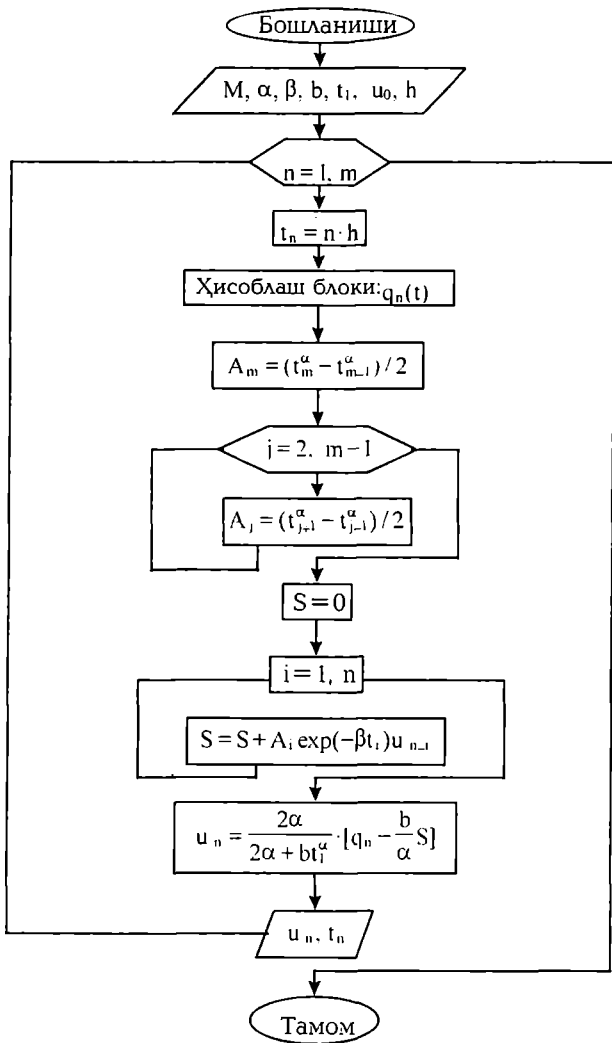 Бошланиши
M, α, β, b, t₁, u₀, h
n = 1, m
tₙ = n · h
Ҳисоблаш блоки: qₙ(t)
Aₘ = (tₘ^α − tₘ₋₁^α) / 2
j = 2, m − 1
Aⱼ = (tⱼ₊₁^α − tⱼ₋₁^α) / 2
S = 0
i = 1, n
S = S + Aᵢ exp(−βtᵢ)uₙ₋ᵢ
uₙ = 2α / (2α + bt₁^α) · [qₙ − b/α S]
uₙ, tₙ
Тамом